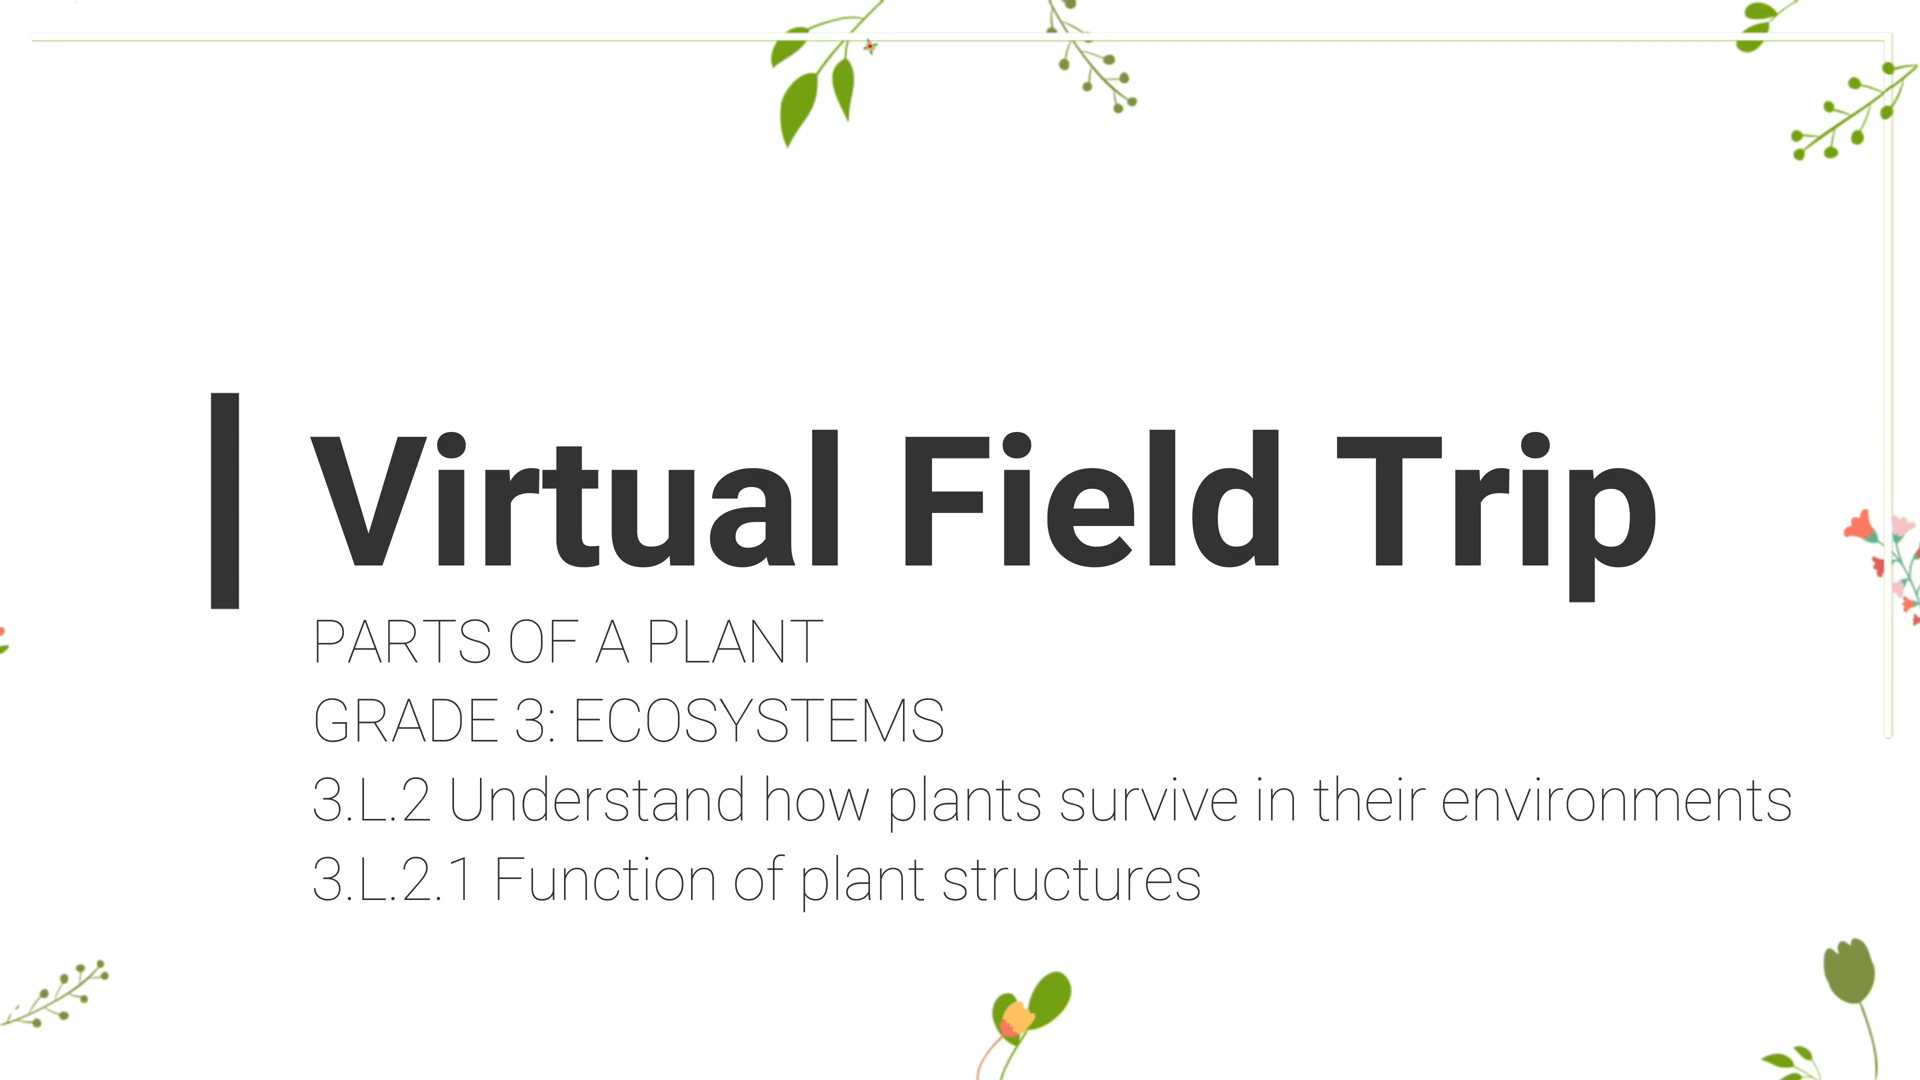 Virtual Field Trip
PARTS OF A PLANT
GRADE 3: ECOSYSTEMS
3.L.2 Understand how plants survive in their environments
3.L.2.1 Function of plant structures